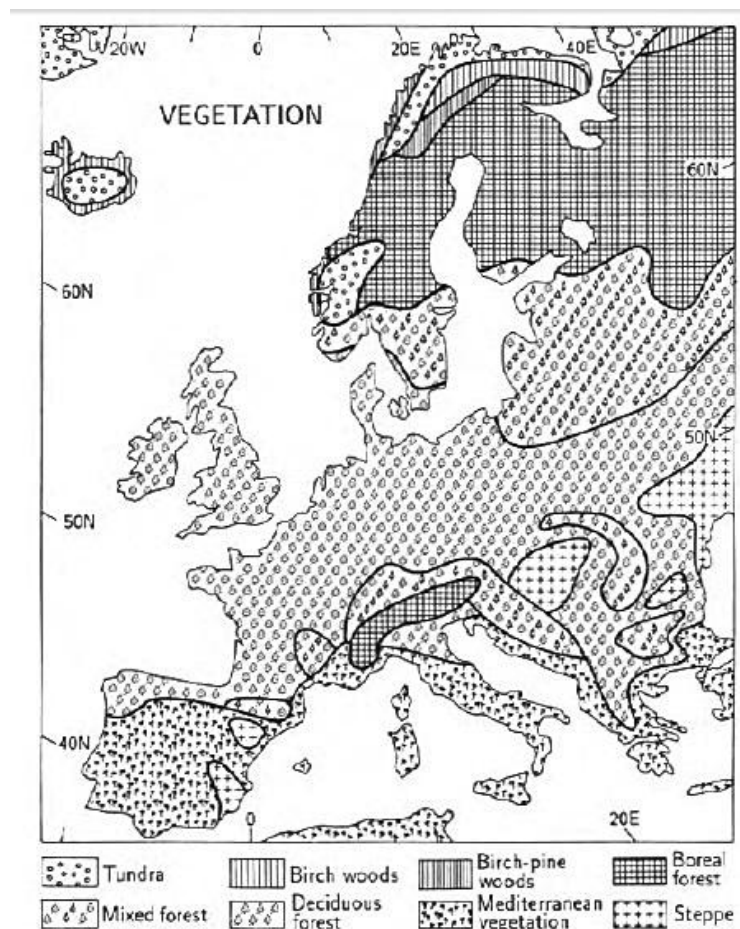 20W 0 20E 40E
VEGETATION
60N
60N
50N
50N
40N
0 20E
Tundra Birch woods Birch-pine woods Boreal forest
Mixed forest Deciduous forest Mediterranean vegetation Steppe